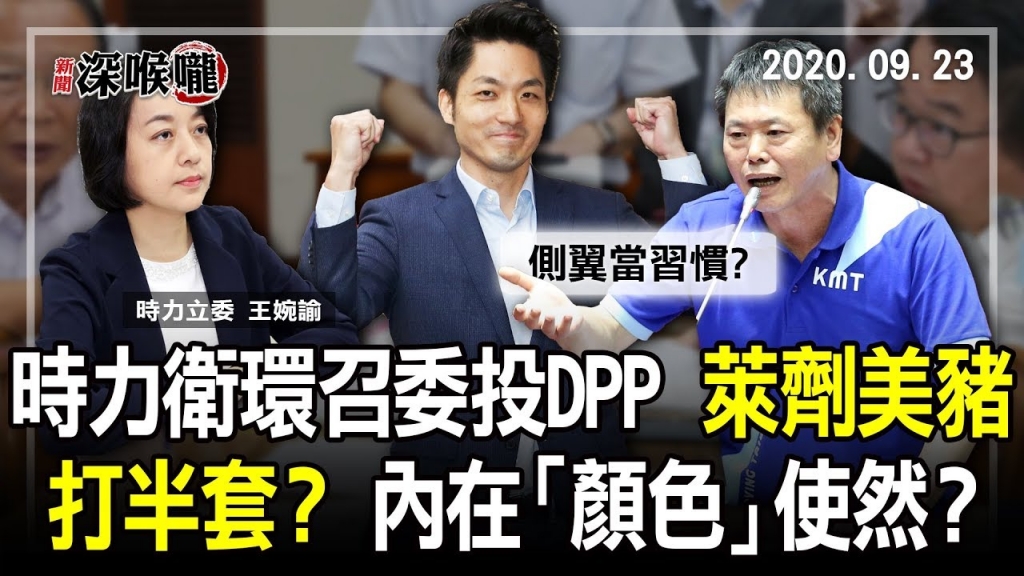 新聞深喉嚨
2020. 09. 23
側翼當習慣?
KMT
時力立委 王婉諭
時力衛環召委投DPP 萊劑美豬
打半套? 內在「顏色」使然?